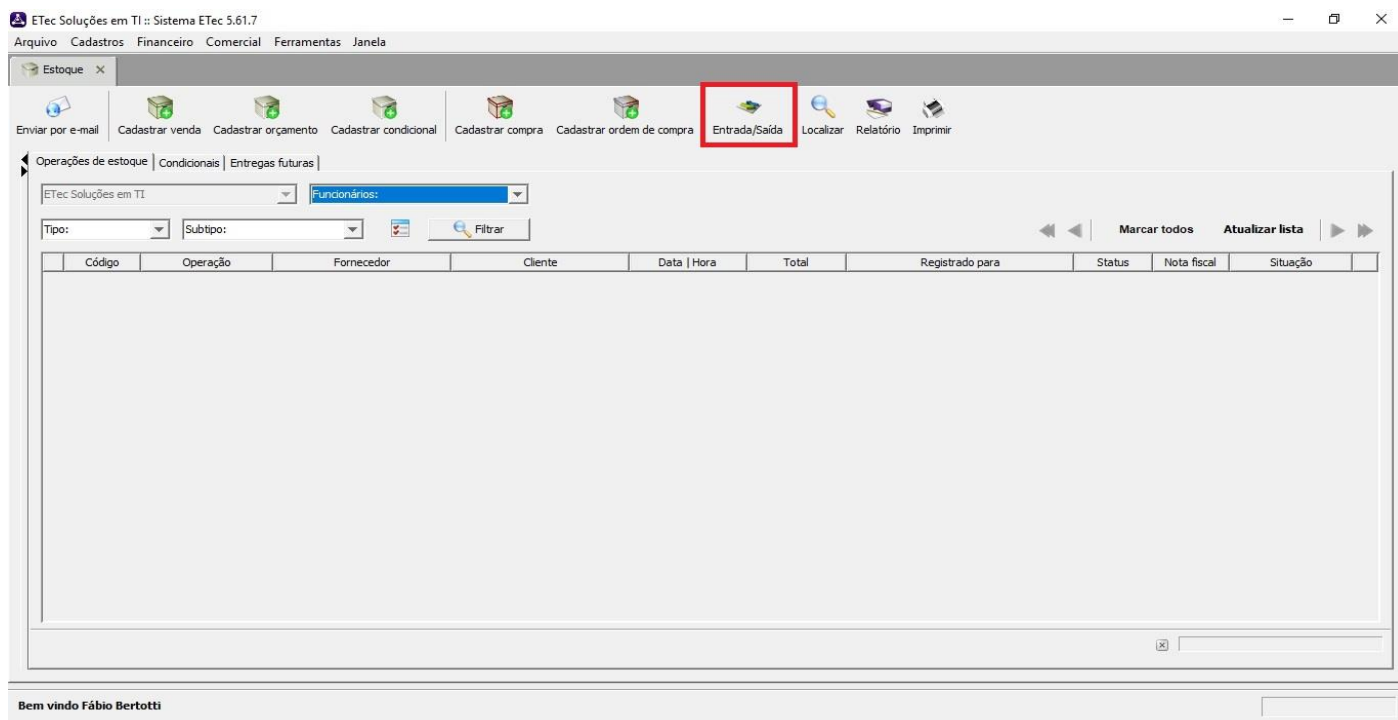 ETec Soluções em TI :: Sistema ETec 5.61.7
Arquivo Cadastros Financeiro Comercial Ferramentas Janela
Estoque
Enviar por e-mail Cadastrar venda Cadastrar orçamento Cadastrar condicional Cadastrar compra Cadastrar ordem de compra Entrada/Saída Localizar Relatório Imprimir
Operações de estoque Condicionais Entregas futuras
ETec Soluções em TI Funcionários:
Tipo: Subtipo: Filtrar Marcar todos Atualizar lista
Código Operação Fornecedor Cliente Data | Hora Total Registrado para Status Nota fiscal Situação
Bem vindo Fábio Bertotti